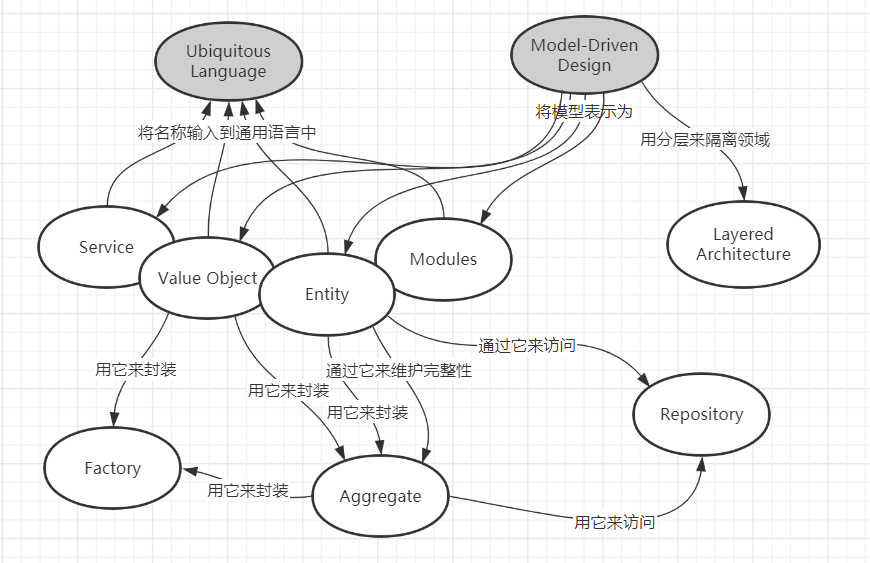 Ubiquitous
Language
Model-Driven
Design
将模型表示为
将名称输入到通用语言中
用分层来隔离领域
Service
Value Object
Entity
Modules
Layered
Architecture
通过它来访问
用它来封装
通过它来维护完整性
用它来封装
用它来封装
Repository
Factory
用它来封装
Aggregate
用它来访问